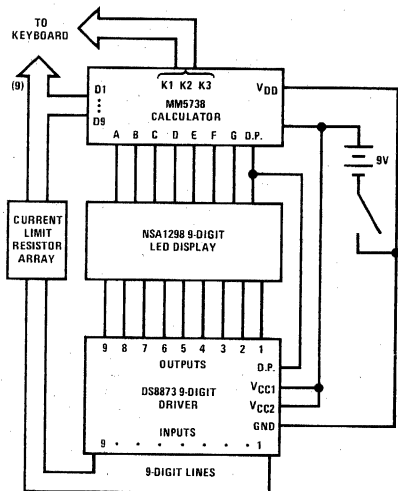 TO
KEYBOARD
(9)
D1
D9
K1 K2 K3
MM5738
CALCULATOR
VDD
A B C D E F G D.P.
9V
CURRENT
LIMIT
RESISTOR
ARRAY
NSA1298 9-DIGIT
LED DISPLAY
9 8 7 6 5 4 3 2 1
OUTPUTS
D.P.
DS8873 9-DIGIT
DRIVER
VCC1
VCC2
GND
INPUTS
9 • • • • • • • 1
9-DIGIT LINES